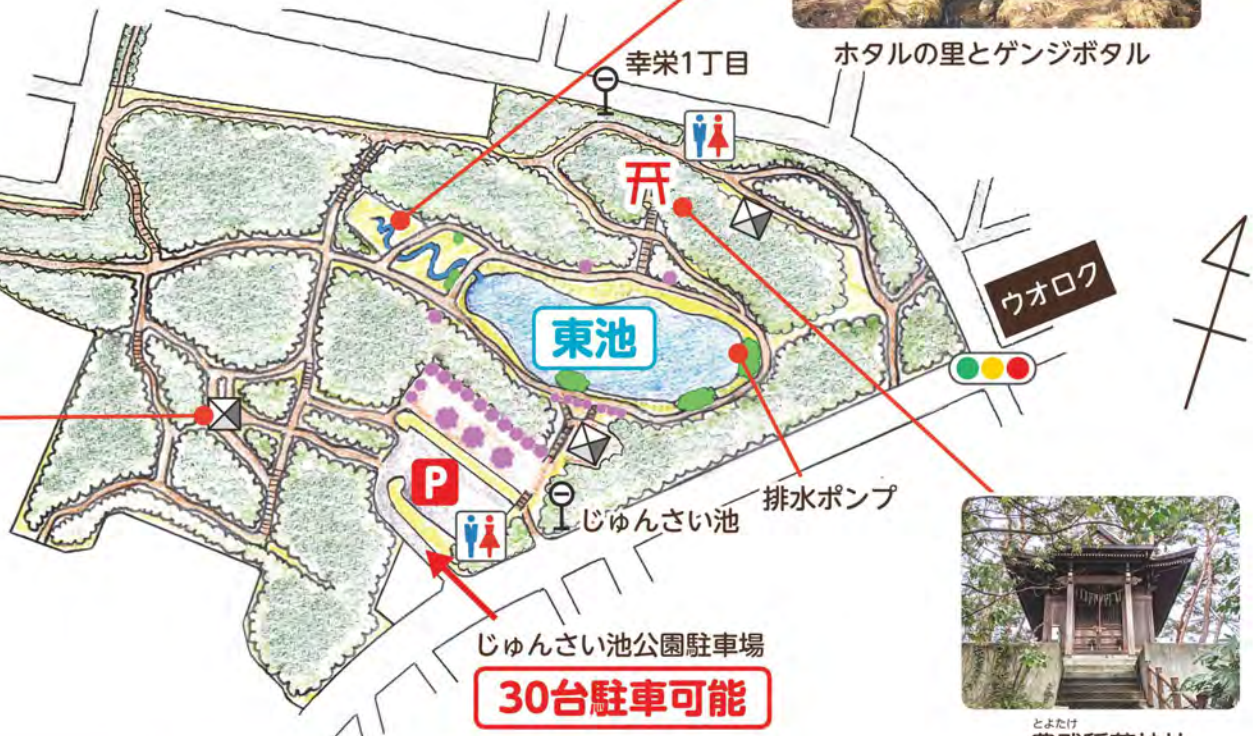 ホタルの里とゲンジボタル
幸栄1丁目
ウオロク
東池
P
排水ポンプ
じゅんさい池
じゅんさい池公園駐車場
30台駐車可能
とよたけ